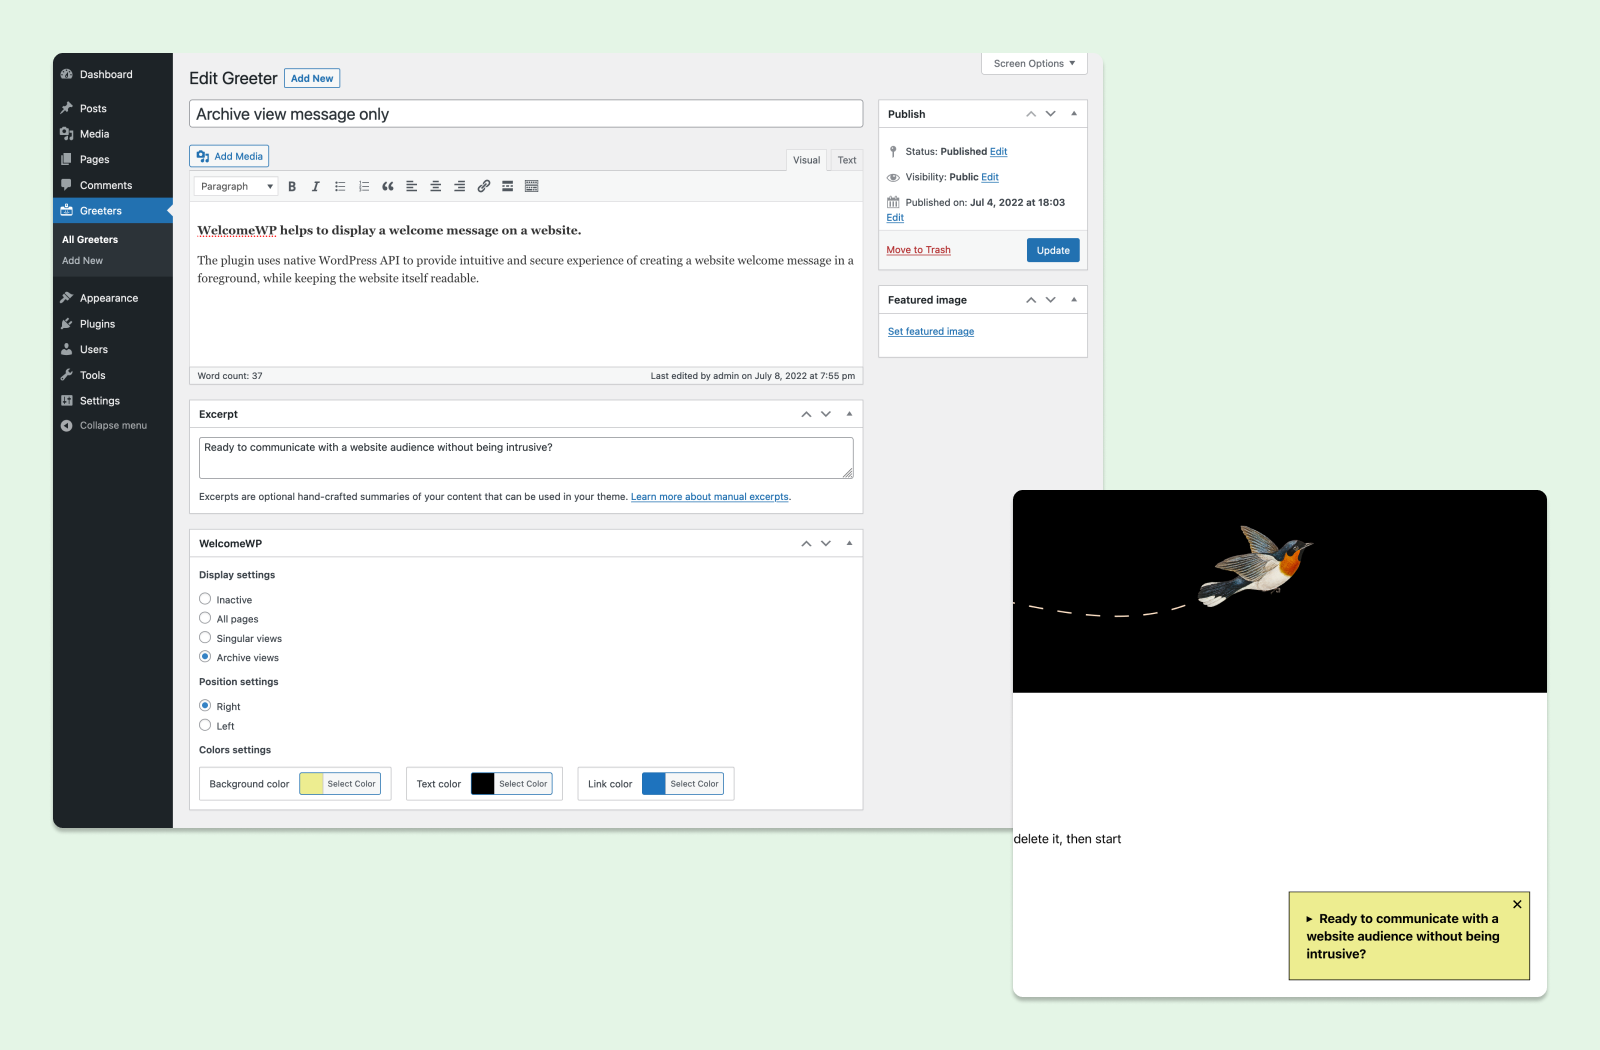 Dashboard
Posts
Media
Pages
Comments
Greeters
All Greeters
Add New
Appearance
Plugins
Users
Tools
Settings
Collapse menu
Screen Options
Edit Greeter Add New
Archive view message only
Add Media
Visual Text
Paragraph
WelcomeWP helps to display a welcome message on a website.
The plugin uses native WordPress API to provide intuitive and secure experience of creating a website welcome message in a
foreground, while keeping the website itself readable.
Word count: 37 Last edited by admin on July 8, 2022 at 7:55 pm
Excerpt
Ready to communicate with a website audience without being intrusive?
Excerpts are optional hand-crafted summaries of your content that can be used in your theme. Learn more about manual excerpts.
WelcomeWP
Display settings
Inactive
All pages
Singular views
Archive views
Position settings
Right
Left
Colors settings
Background color Select Color Text color Select Color Link color Select Color
Publish
Status: Published Edit
Visibility: Public Edit
Published on: Jul 4, 2022 at 18:03
Edit
Move to Trash Update
Featured image
Set featured image
delete it, then start
Ready to communicate with a
website audience without being
intrusive?